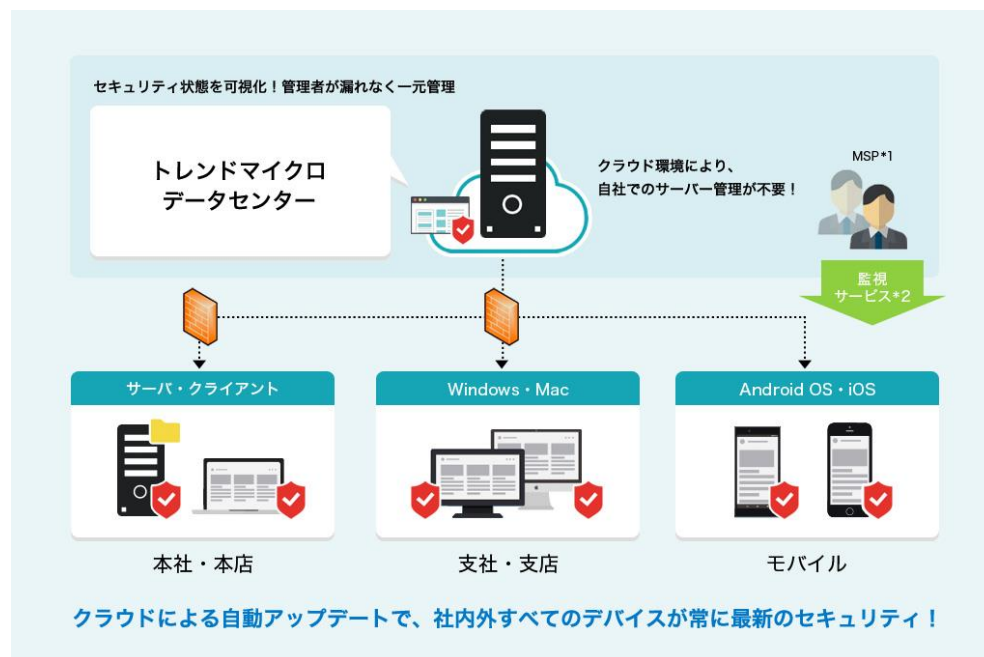 セキュリティ状態を可視化！管理者が漏れなく一元管理
トレンドマイクロ
データセンター
クラウド環境により、
自社でのサーバー管理が不要！
MSP*1
監視
サービス*2
サーバ・クライアント
Windows・Mac
Android OS・iOS
本社・本店
支社・支店
モバイル
クラウドによる自動アップデートで、社内外すべてのデバイスが常に最新のセキュリティ！